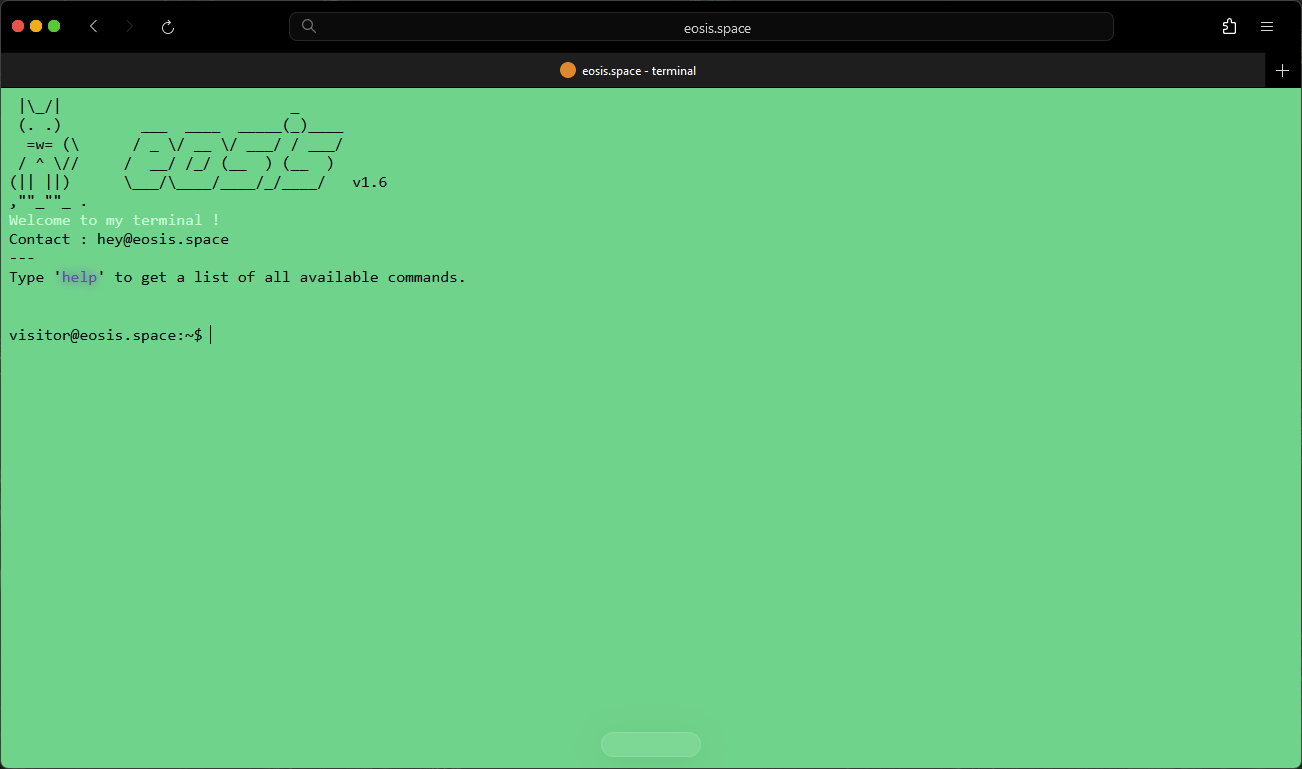 eosis.space
eosis.space - terminal
 |\_/|                          _
 (. .)         ___  ____  _____(_)____
  =w= (\      / _ \/ __ \/ ___/ / ___/
 / ^ \//     /  __/ /_/ (__  ) (__  )
(|| ||)      \___/\____/____/_/____/   v1.6
,""_""_ .
Welcome to my terminal !
Contact : hey@eosis.space
---
Type 'help' to get a list of all available commands.
visitor@eosis.space:~$